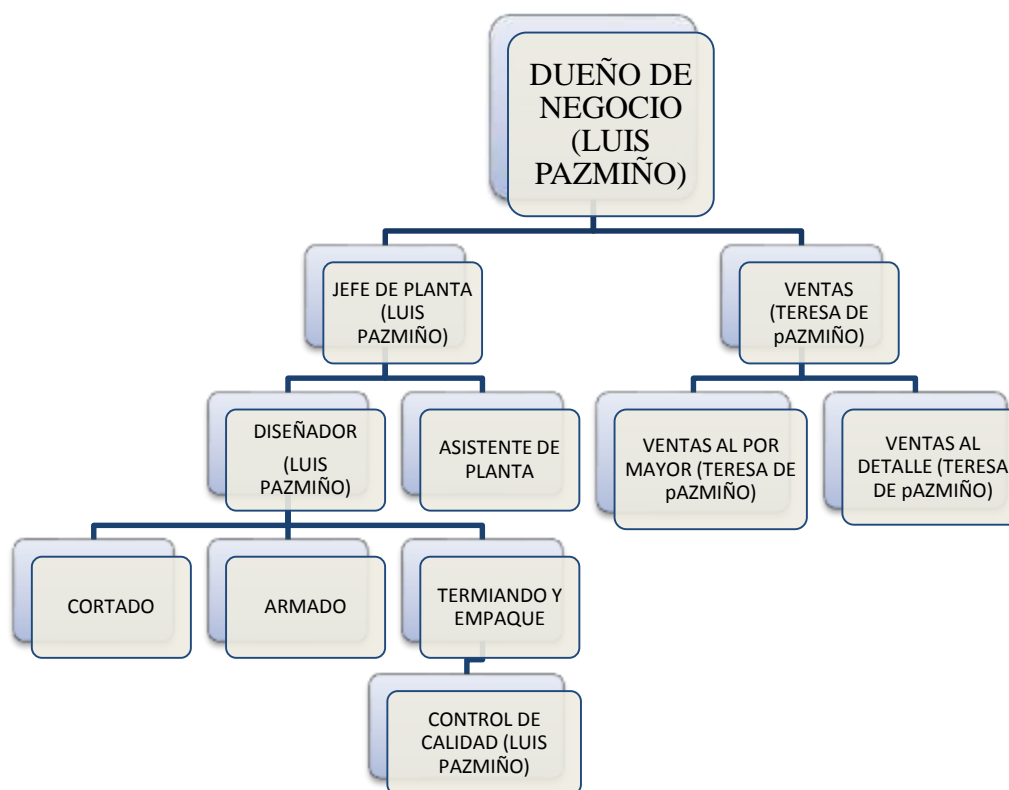 DUEÑO DE
NEGOCIO
(LUIS
PAZMIÑO)
JEFE DE PLANTA
(LUIS
PAZMIÑO)
VENTAS
(TERESA DE
pAZMIÑO)
DISEÑADOR
(LUIS
PAZMIÑO)
ASISTENTE DE
PLANTA
VENTAS AL POR
MAYOR (TERESA DE
pAZMIÑO)
VENTAS AL
DETALLE (TERESA
DE pAZMIÑO)
CORTADO
ARMADO
TERMIANDO Y
EMPAQUE
CONTROL DE
CALIDAD (LUIS
PAZMIÑO)